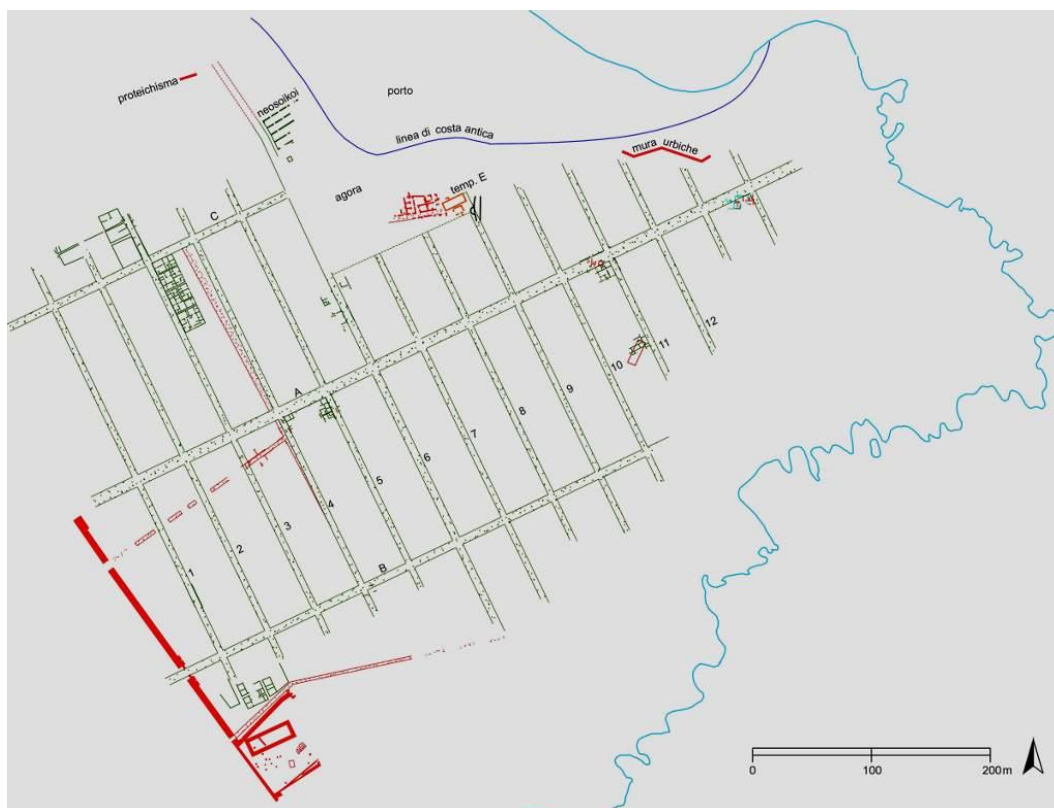 proteichisma
neosoikoi
porto
linea di costa antica
mura urbiche
agora
temp. E
C
A
B
1
2
3
4
5
6
7
8
9
10
11
12
0 100 200 m